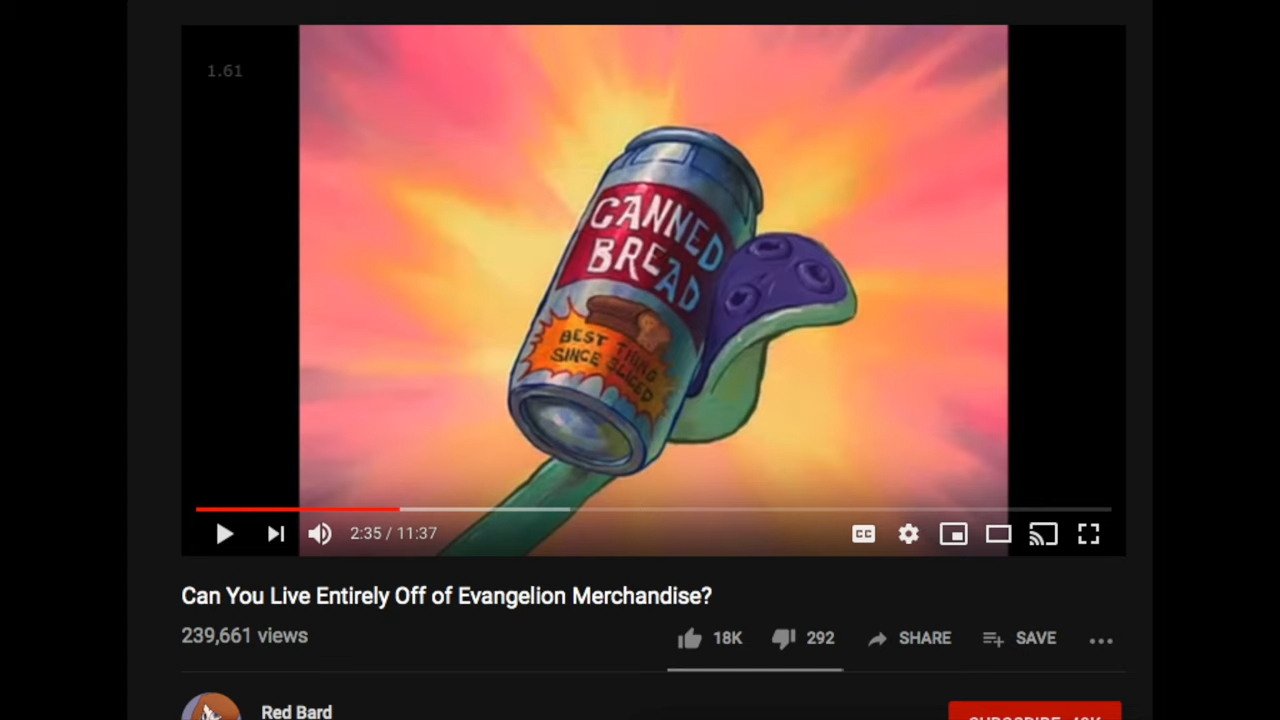 1.61
CANNED
BREAD
BEST THING
SINCE SLICED
2:35 / 11:37
CC
Can You Live Entirely Off of Evangelion Merchandise?
239,661 views
18K
292
SHARE
SAVE
Red Bard